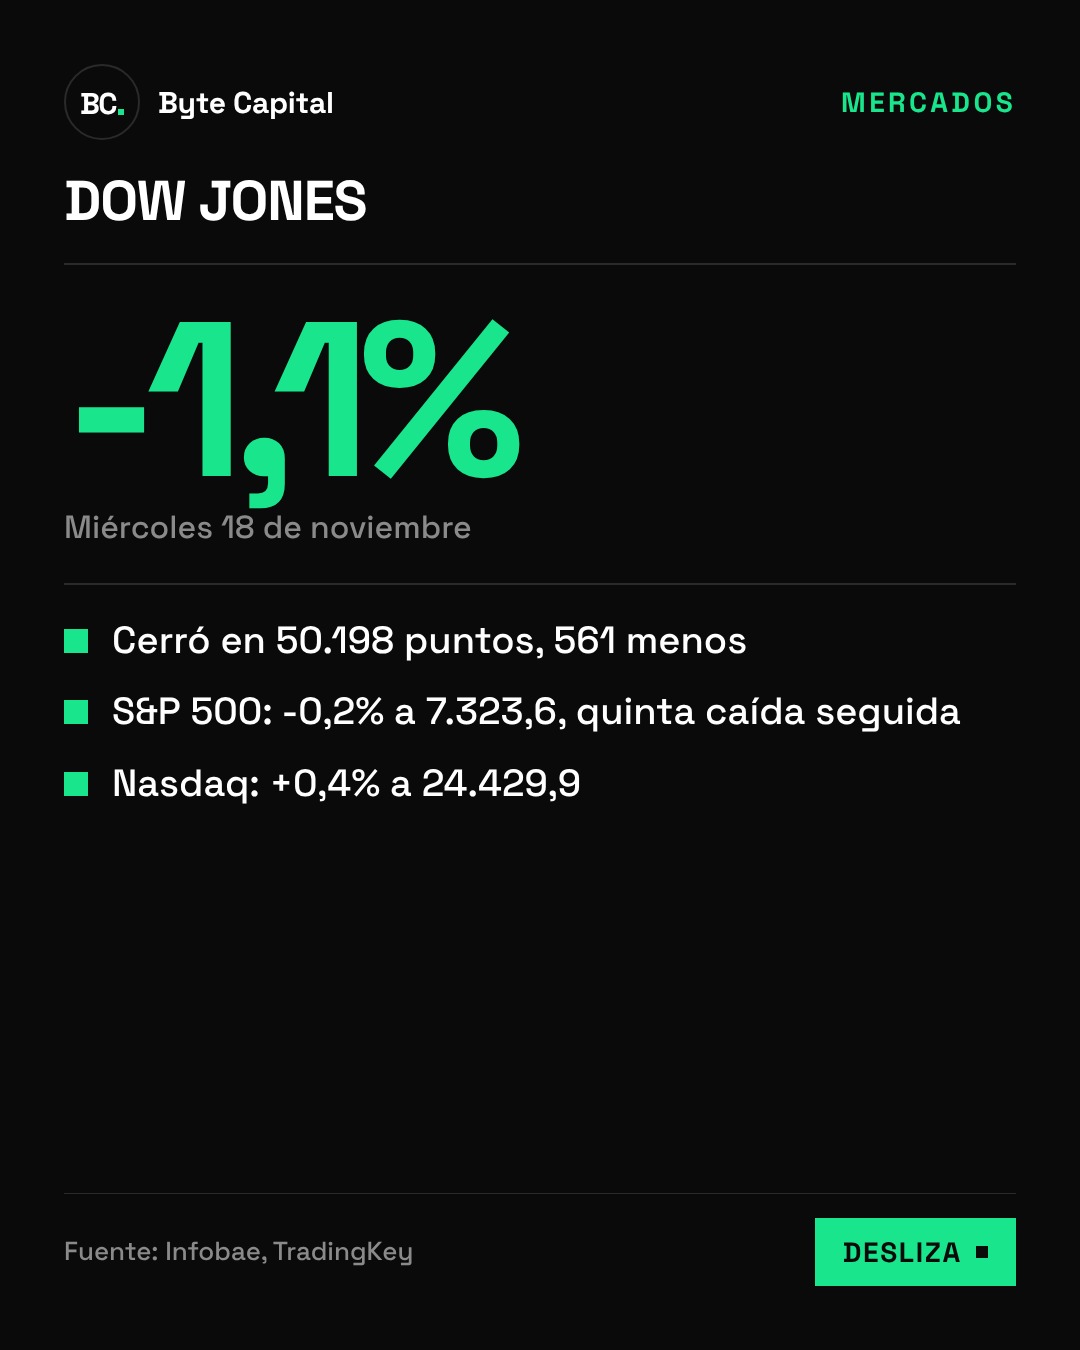 BC.
Byte Capital
MERCADOS
DOW JONES
-1,1%
Miércoles 18 de noviembre
Cerró en 50.198 puntos, 561 menos
S&P 500: -0,2% a 7.323,6, quinta caída seguida
Nasdaq: +0,4% a 24.429,9
Fuente: Infobae, TradingKey
DESLIZA